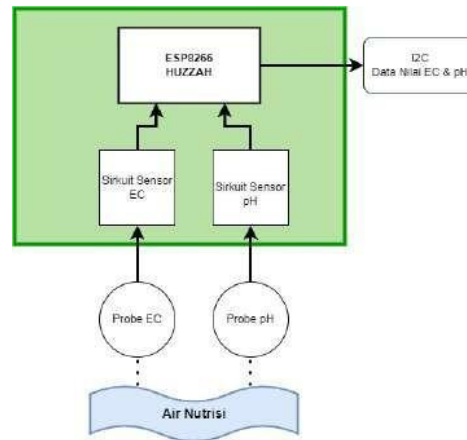 ESP8266
HUZZAH
I2C
Data Nilai EC & pH
Sirkuit Sensor
EC
Sirkuit Sensor
pH
Probe EC
Probe pH
Air Nutrisi